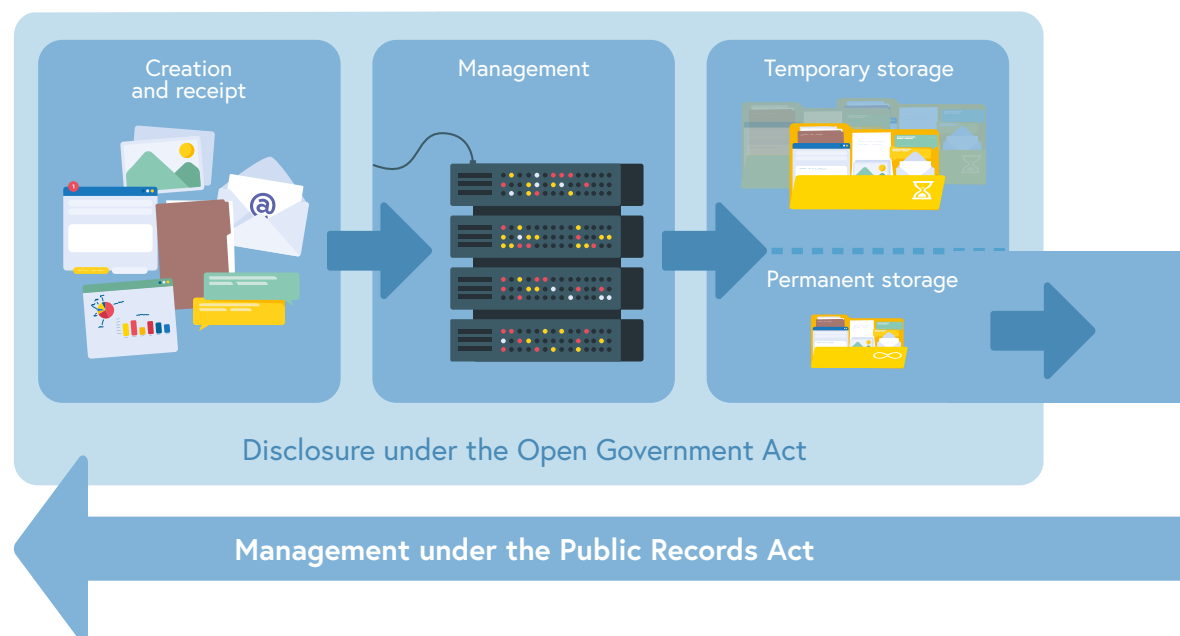 Creation
and receipt
Management
Temporary storage
1
@
Permanent storage
Disclosure under the Open Government Act
Management under the Public Records Act